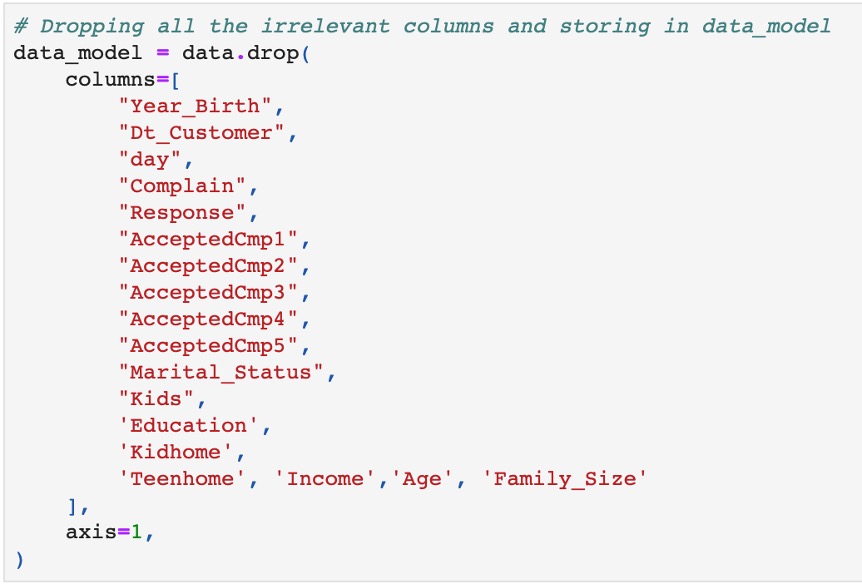 # Dropping all the irrelevant columns and storing in data_model
data_model = data.drop(
    columns=[
        "Year_Birth",
        "Dt_Customer",
        "day",
        "Complain",
        "Response",
        "AcceptedCmp1",
        "AcceptedCmp2",
        "AcceptedCmp3",
        "AcceptedCmp4",
        "AcceptedCmp5",
        "Marital_Status",
        "Kids",
        'Education',
        'Kidhome',
        'Teenhome', 'Income','Age', 'Family_Size'
    ],
    axis=1,
)